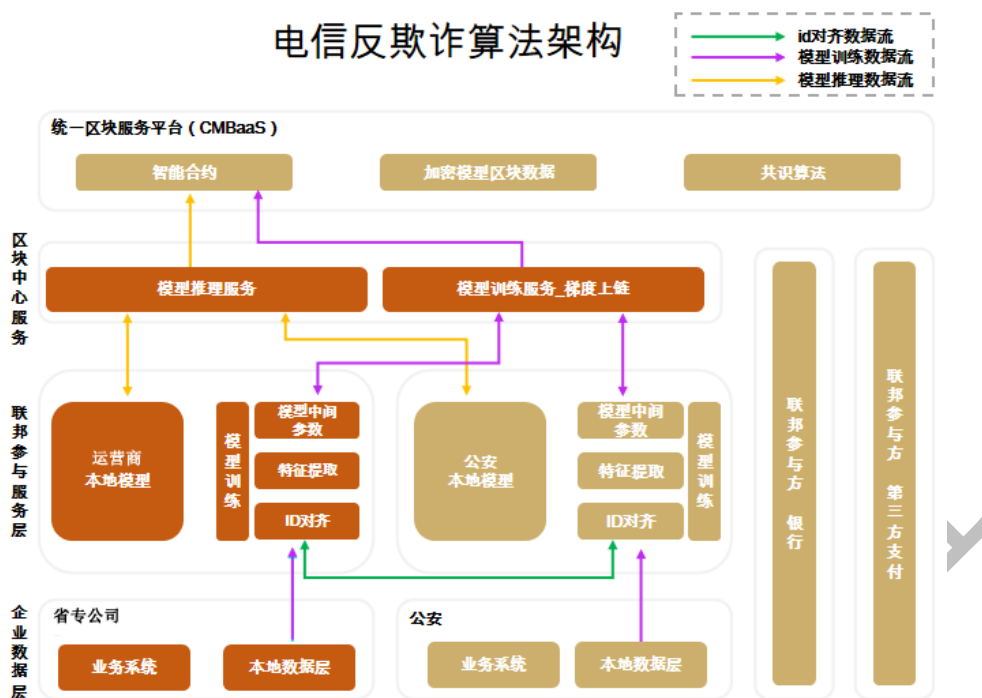 电信反欺诈算法架构
id对齐数据流
模型训练数据流
模型推理数据流
统一区块服务平台（CMBaaS）
智能合约
加密模型区块数据
共识算法
区块中心服务
模型推理服务
模型训练服务_梯度上链
联邦参与服务层
运营商
本地模型
模型训练
模型中间
参数
特征提取
ID对齐
公安
本地模型
模型中间
参数
特征提取
ID对齐
模型训练
联邦参与方 银行
联邦参与方 第三方支付
企业数据层
省专公司
业务系统
本地数据层
公安
业务系统
本地数据层